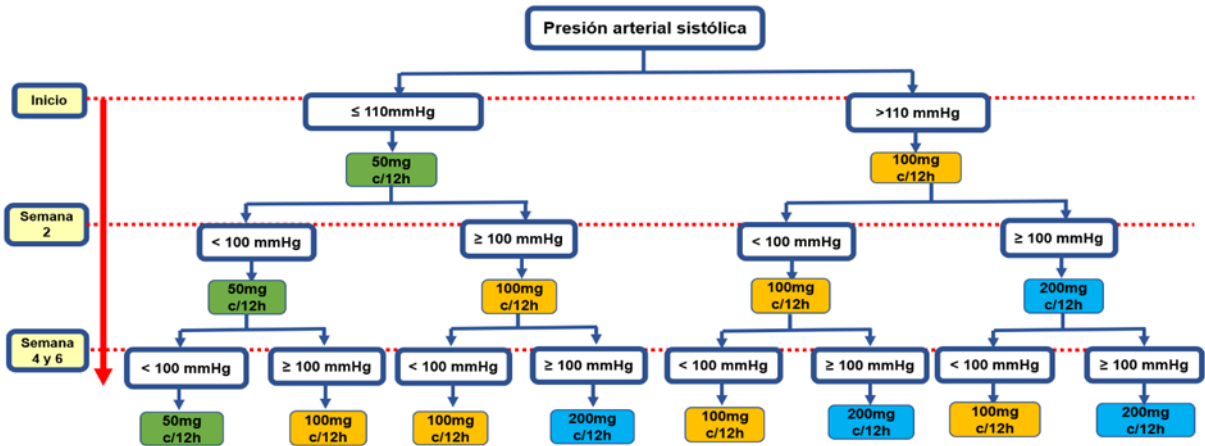 Presión arterial sistólica
Inicio
≤ 110mmHg
>110 mmHg
50mg
c/12h
100mg
c/12h
Semana
2
< 100 mmHg
≥ 100 mmHg
< 100 mmHg
≥ 100 mmHg
50mg
c/12h
100mg
c/12h
100mg
c/12h
200mg
c/12h
Semana
4 y 6
< 100 mmHg
≥ 100 mmHg
< 100 mmHg
≥ 100 mmHg
< 100 mmHg
≥ 100 mmHg
< 100 mmHg
≥ 100 mmHg
50mg
c/12h
100mg
c/12h
100mg
c/12h
200mg
c/12h
100mg
c/12h
200mg
c/12h
100mg
c/12h
200mg
c/12h